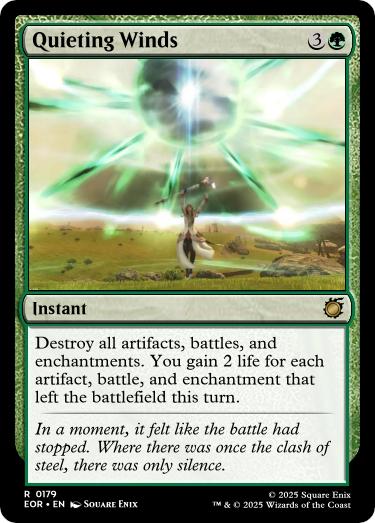 Quieting Winds 3
Instant
Destroy all artifacts, battles, and
enchantments. You gain 2 life for each
artifact, battle, and enchantment that
left the battlefield this turn.
In a moment, it felt like the battle had
stopped. Where there was once the clash of
steel, there was only silence.
R 0179 © 2025 Square Enix
EOR • EN Square Enix ™ & © 2025 Wizards of the Coast